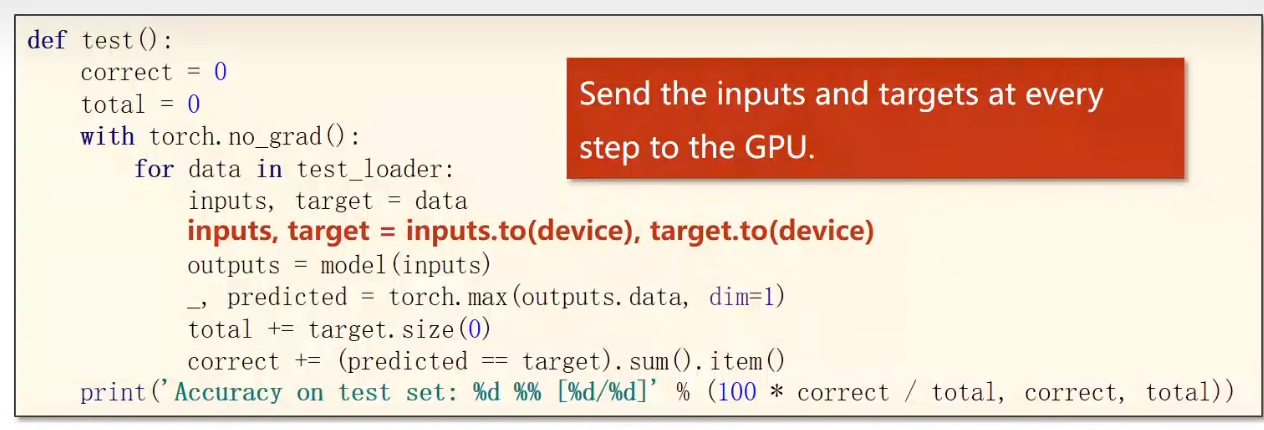 def test():
    correct = 0
    total = 0
    with torch.no_grad():
        for data in test_loader:
            inputs, target = data
            inputs, target = inputs.to(device), target.to(device)
            outputs = model(inputs)
            _, predicted = torch.max(outputs.data, dim=1)
            total += target.size(0)
            correct += (predicted == target).sum().item()
    print('Accuracy on test set: %d %% [%d/%d]' % (100 * correct / total, correct, total))
Send the inputs and targets at every
step to the GPU.